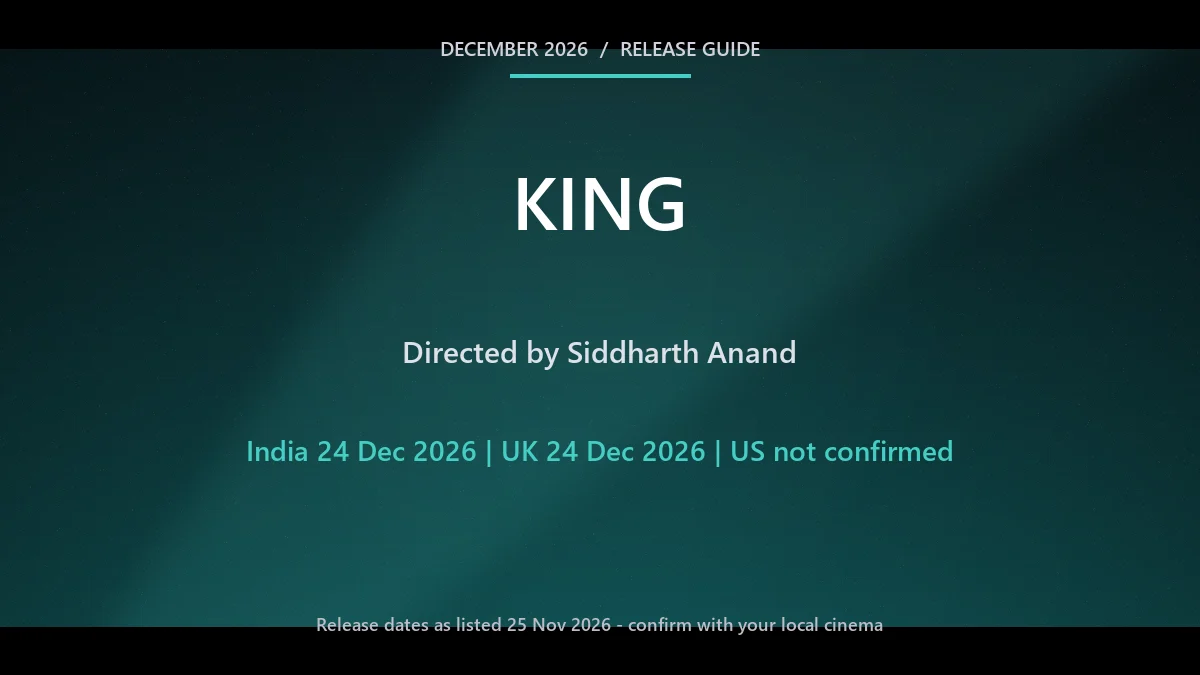 DECEMBER 2026 / RELEASE GUIDE
KING
Directed by Siddharth Anand
India 24 Dec 2026 | UK 24 Dec 2026 | US not confirmed
Release dates as listed 25 Nov 2026 - confirm with your local cinema